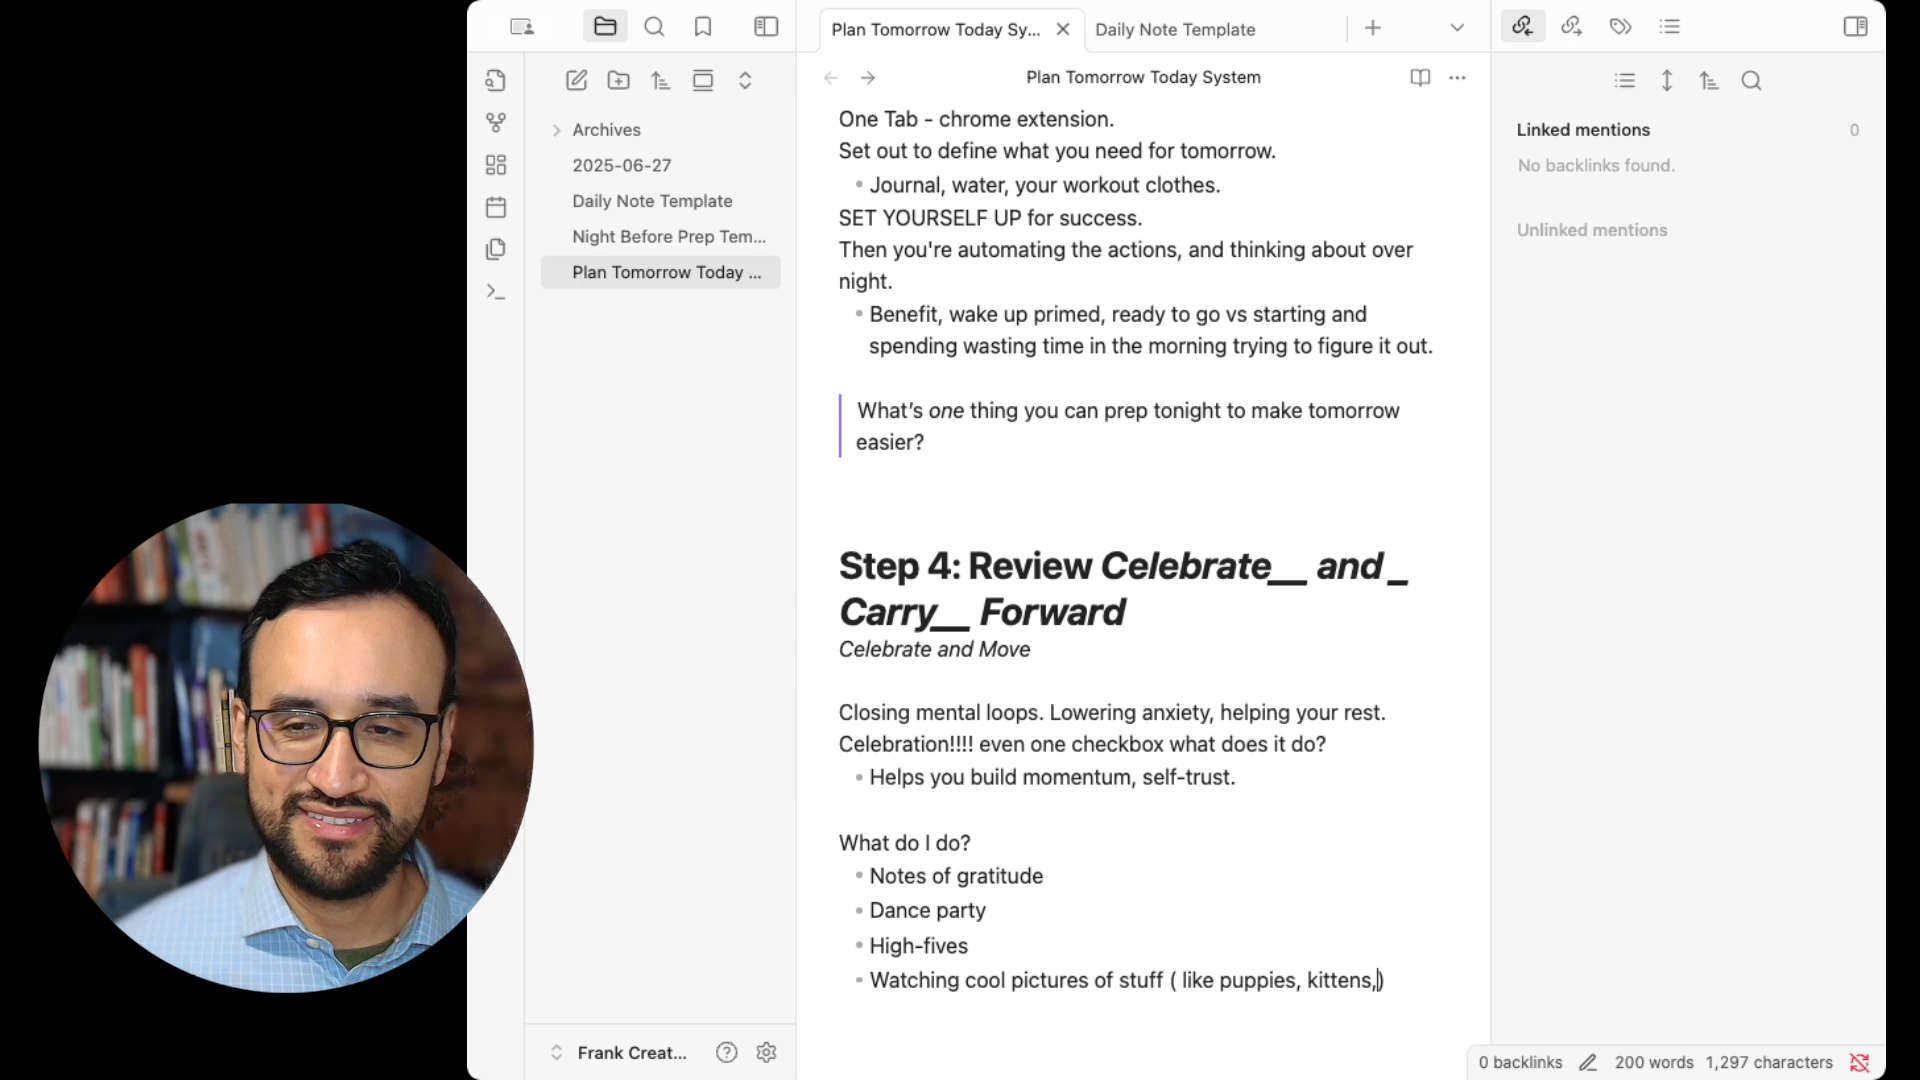 Plan Tomorrow Today Sy...
Daily Note Template
Plan Tomorrow Today System
Archives
2025-06-27
Daily Note Template
Night Before Prep Tem...
Plan Tomorrow Today ...
Frank Creat...
One Tab - chrome extension.
Set out to define what you need for tomorrow.
Journal, water, your workout clothes.
SET YOURSELF UP for success.
Then you're automating the actions, and thinking about over
night.
Benefit, wake up primed, ready to go vs starting and
spending wasting time in the morning trying to figure it out.
What's one thing you can prep tonight to make tomorrow
easier?
Step 4: Review Celebrate__ and _
Carry__ Forward
Celebrate and Move
Closing mental loops. Lowering anxiety, helping your rest.
Celebration!!!! even one checkbox what does it do?
Helps you build momentum, self-trust.
What do I do?
Notes of gratitude
Dance party
High-fives
Watching cool pictures of stuff ( like puppies, kittens,)
Linked mentions 0
No backlinks found.
Unlinked mentions
0 backlinks 200 words 1,297 characters